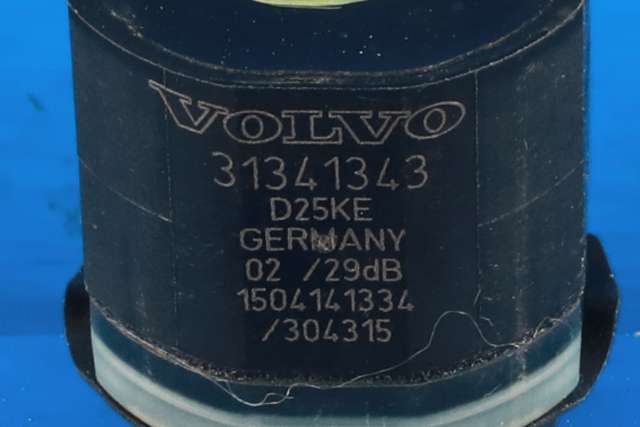 VOLVO
31341343
D25KE
GERMANY
02 /29dB
1504141334
/304315